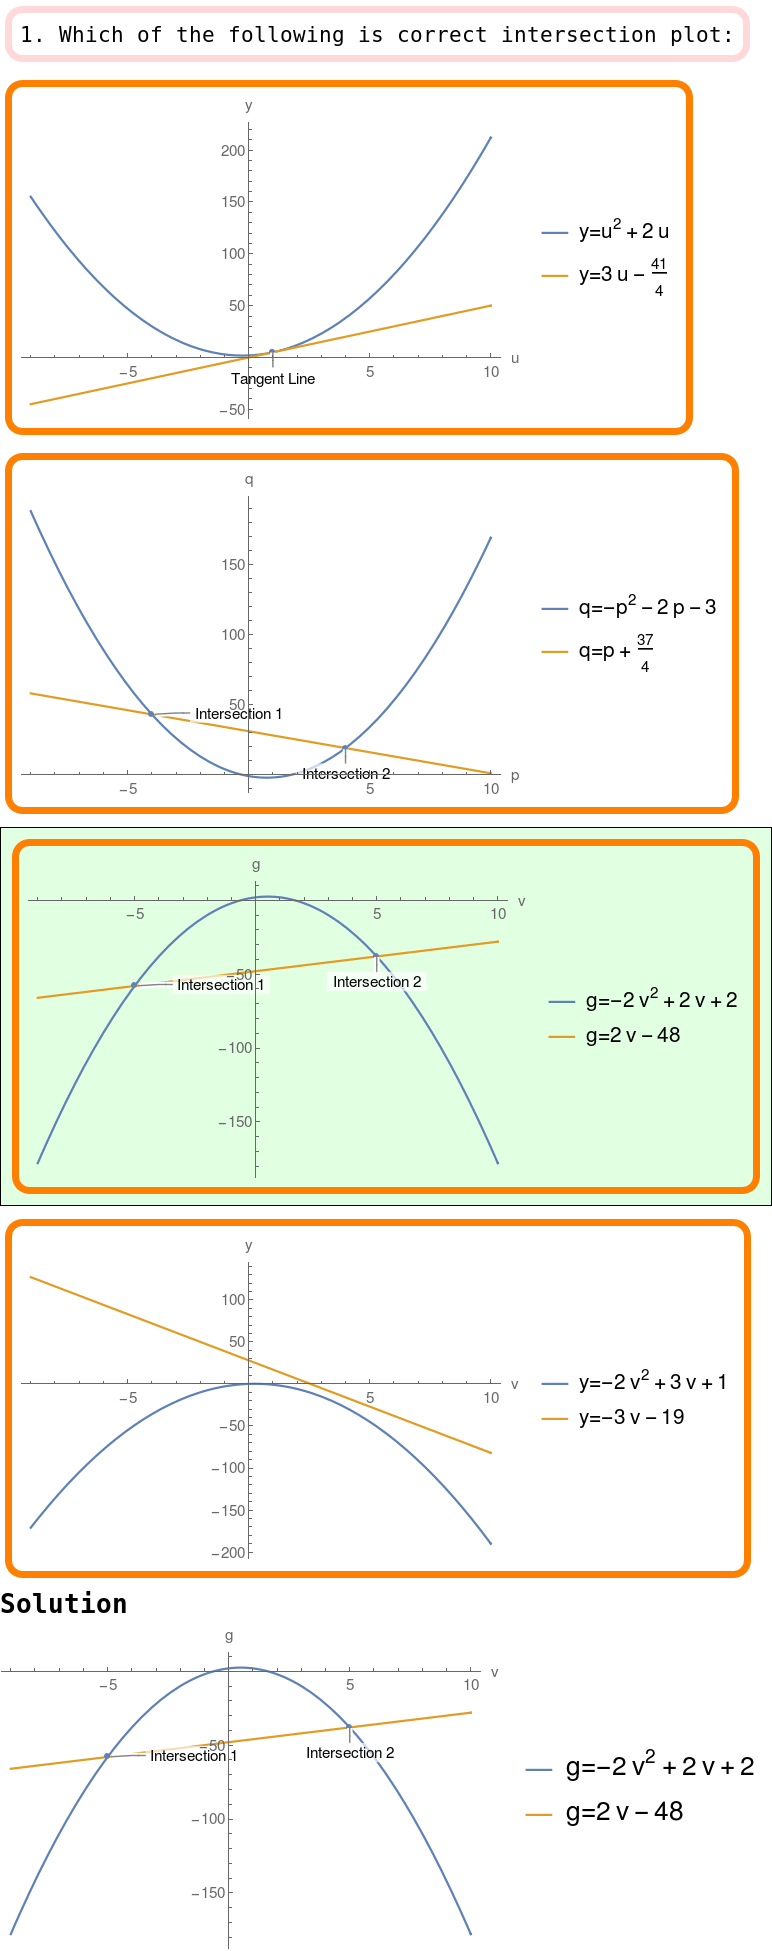 1. Which of the following is correct intersection plot:
y
200
150
100
50
−5 5 10 u
Tangent Line
−50
y=u² + 2 u
y=3 u − 41/4
q
150
100
50
Intersection 1
Intersection 2
−5 5 10 p
q=−p² − 2 p − 3
q=p + 37/4
g
−5 5 10 v
−50
Intersection 1
Intersection 2
−100
−150
g=−2 v² + 2 v + 2
g=2 v − 48
y
100
50
−5 5 10 v
−50
−100
−150
−200
y=−2 v² + 3 v + 1
y=−3 v − 19
Solution
g
−5 5 10 v
−50
Intersection 1
Intersection 2
−100
−150
g=−2 v² + 2 v + 2
g=2 v − 48